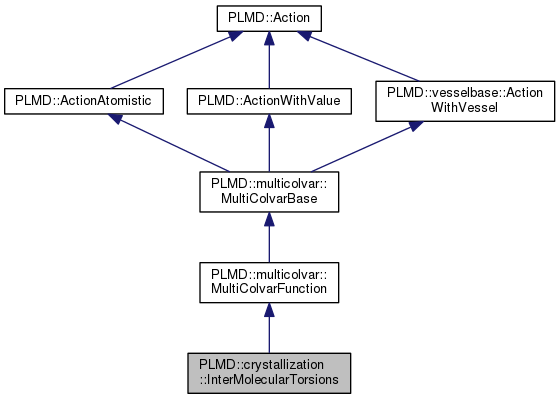 PLMD::Action
PLMD::ActionAtomistic
PLMD::ActionWithValue
PLMD::vesselbase::Action
WithVessel
PLMD::multicolvar::
MultiColvarBase
PLMD::multicolvar::
MultiColvarFunction
PLMD::crystallization
::InterMolecularTorsions